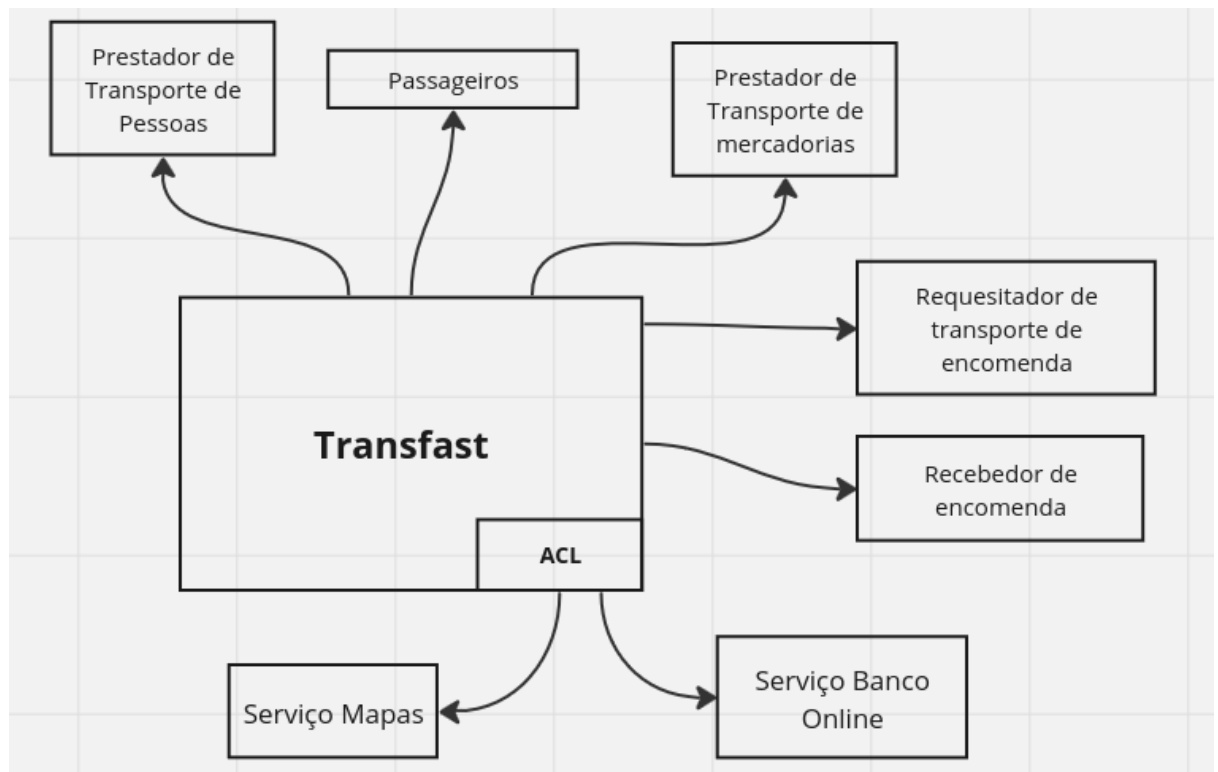 Prestador de
Transporte de
Pessoas
Passageiros
Prestador de
Transporte de
mercadorias
Requesitador de
transporte de
encomenda
Transfast
Recebedor de
encomenda
ACL
Serviço Mapas
Serviço Banco
Online